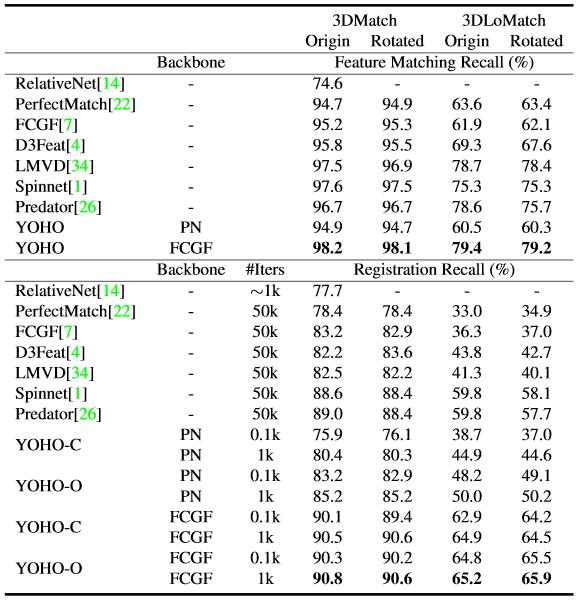 3DMatch 3DLoMatch
Origin Rotated Origin Rotated
Backbone Feature Matching Recall (%)
RelativeNet[14] - 74.6 - - -
PerfectMatch[22] - 94.7 94.9 63.6 63.4
FCGF[7] - 95.2 95.3 61.9 62.1
D3Feat[4] - 95.8 95.5 69.3 67.6
LMVD[34] - 97.5 96.9 78.7 78.4
Spinnet[1] - 97.6 97.5 75.3 75.3
Predator[26] - 96.7 96.7 78.6 75.7
YOHO PN 94.9 94.7 60.5 60.3
YOHO FCGF 98.2 98.1 79.4 79.2
Backbone #Iters Registration Recall (%)
RelativeNet[14] - ~1k 77.7 - - -
PerfectMatch[22] - 50k 78.4 78.4 33.0 34.9
FCGF[7] - 50k 83.2 82.9 36.3 37.0
D3Feat[4] - 50k 82.2 83.6 43.8 42.7
LMVD[34] - 50k 82.5 82.2 41.3 40.1
Spinnet[1] - 50k 88.6 88.4 59.8 58.1
Predator[26] - 50k 89.0 88.4 59.8 57.7
YOHO-C PN 0.1k 75.9 76.1 38.7 37.0
PN 1k 80.4 80.3 44.9 44.6
YOHO-O PN 0.1k 83.2 82.9 48.2 49.1
PN 1k 85.2 85.2 50.0 50.2
YOHO-C FCGF 0.1k 90.1 89.4 62.9 64.2
FCGF 1k 90.5 90.6 64.9 64.5
YOHO-O FCGF 0.1k 90.3 90.2 64.8 65.5
FCGF 1k 90.8 90.6 65.2 65.9